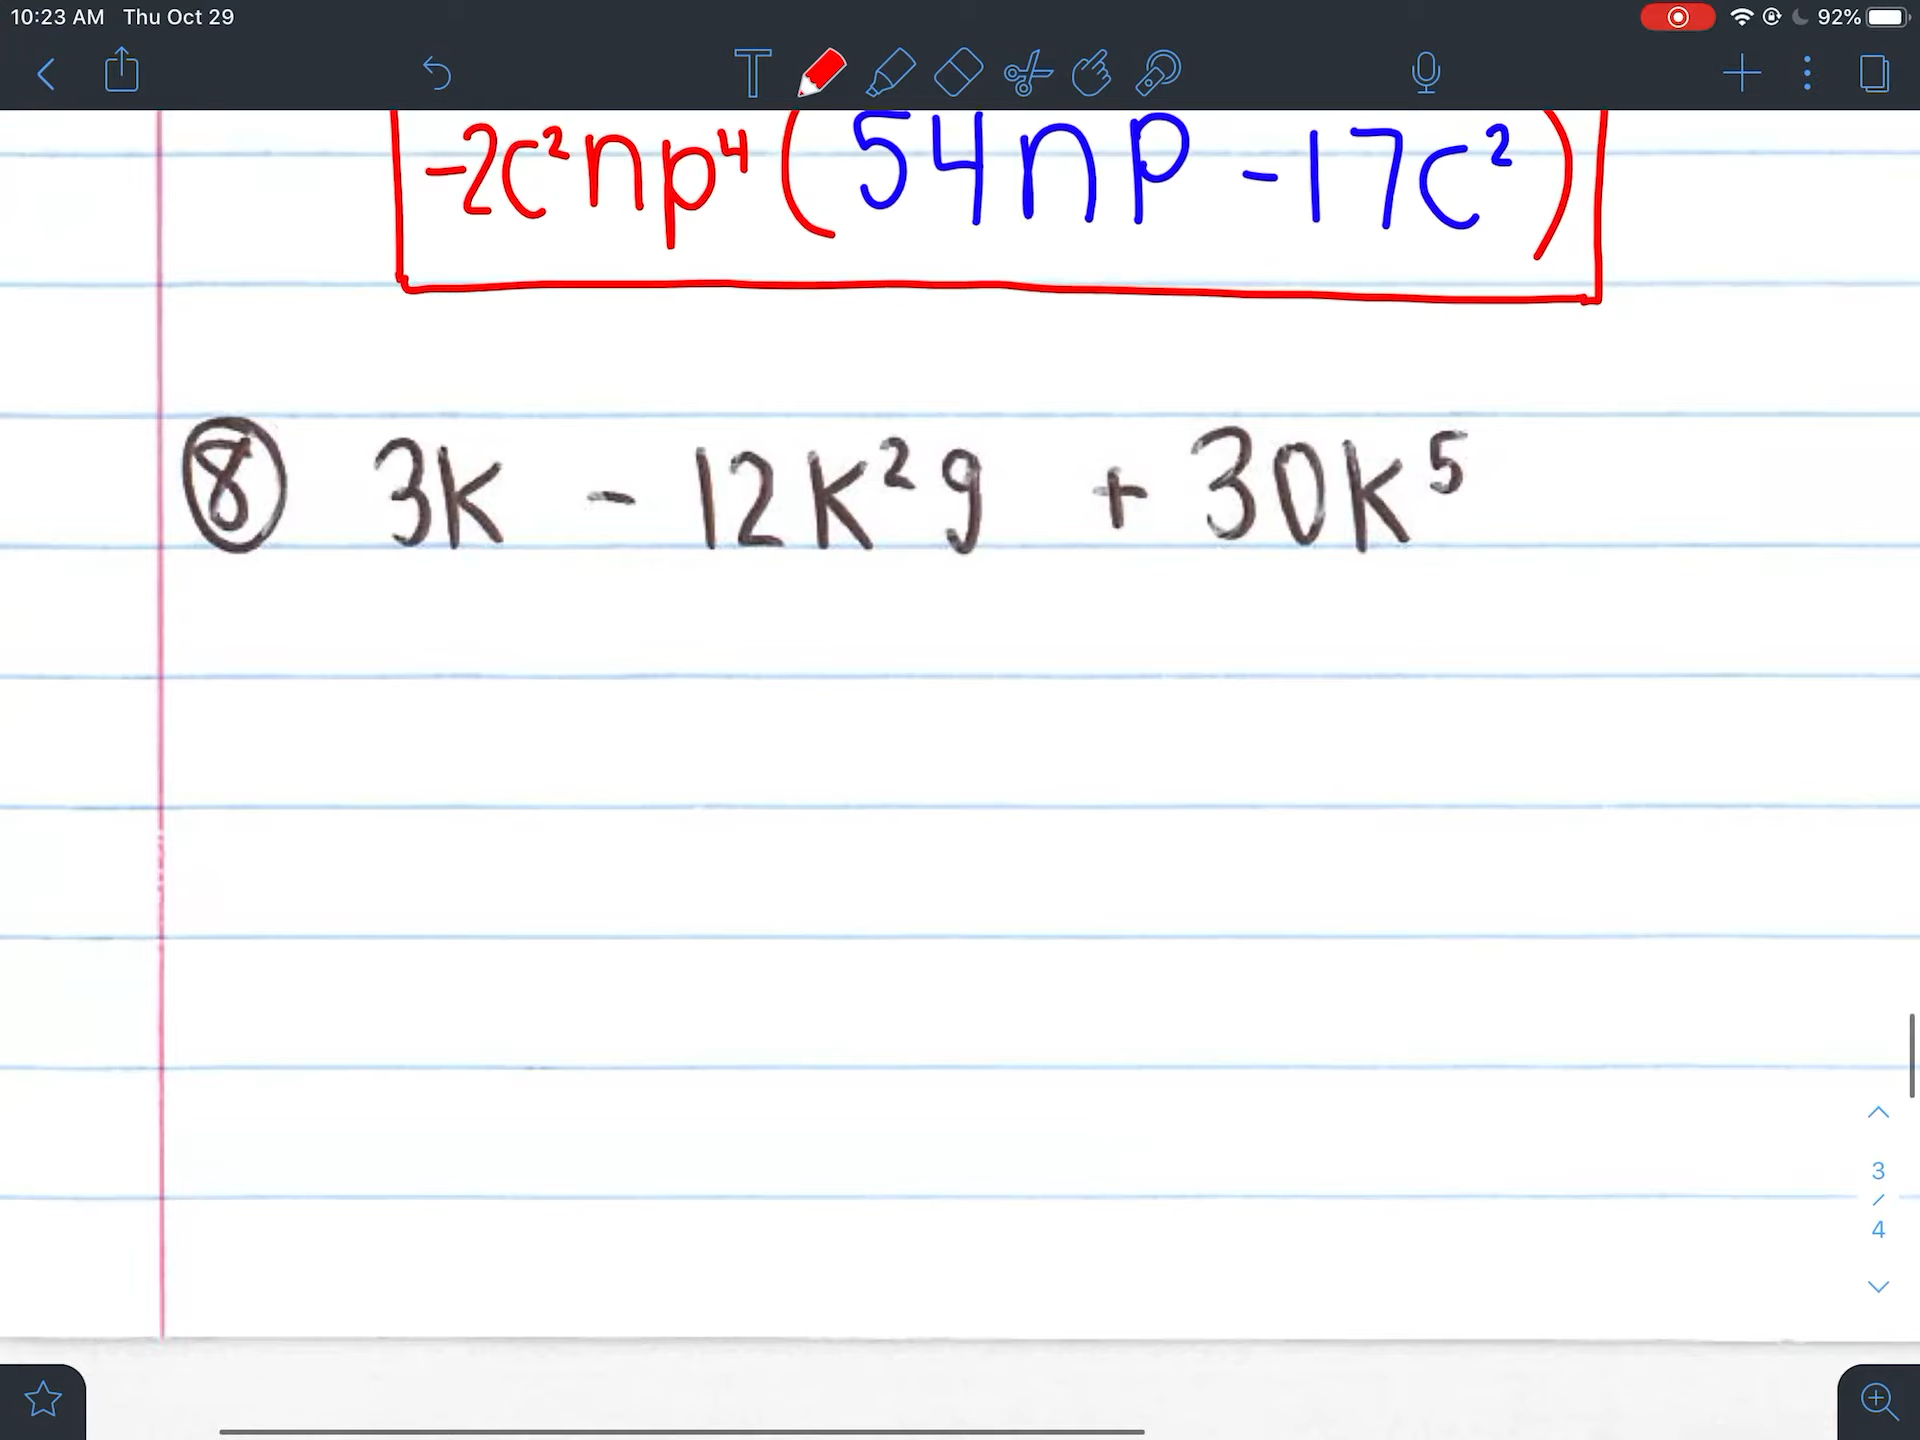 10:23 AM Thu Oct 29
92%
T
-2c²np⁴(54np-17c²)
⑧ 3k - 12k²g + 30k⁵
3
/
4